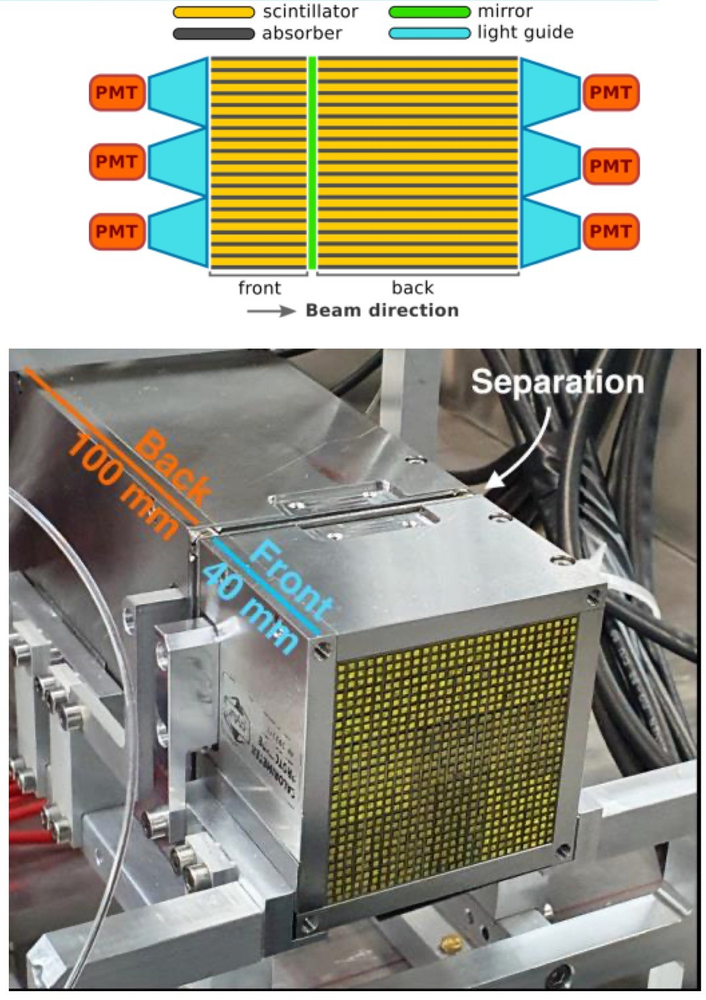 scintillator
mirror
absorber
light guide
PMT
PMT
PMT
PMT
PMT
PMT
front
back
Beam direction
Separation
Back
100 mm
Front
40 mm
CALORIMETER